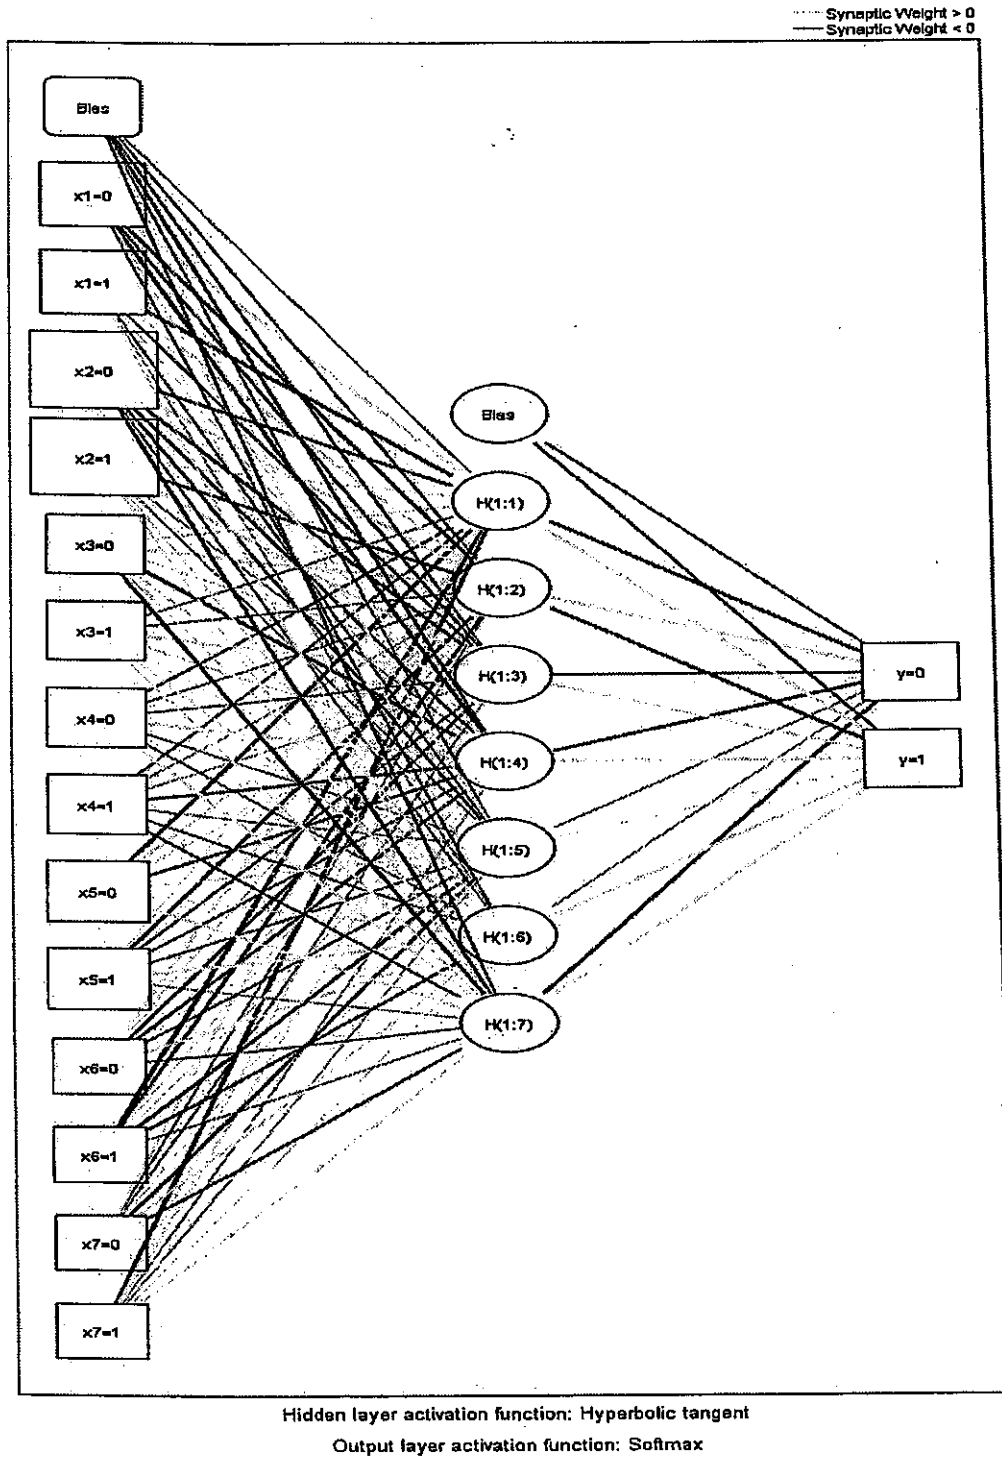 Synaptic Weight > 0
Synaptic Weight < 0
Bias
x1=0
x1=1
x2=0
x2=1
x3=0
x3=1
x4=0
x4=1
x5=0
x5=1
x6=0
x6=1
x7=0
x7=1
Bias
H(1:1)
H(1:2)
H(1:3)
H(1:4)
H(1:5)
H(1:6)
H(1:7)
y=0
y=1
Hidden layer activation function: Hyperbolic tangent
Output layer activation function: Softmax